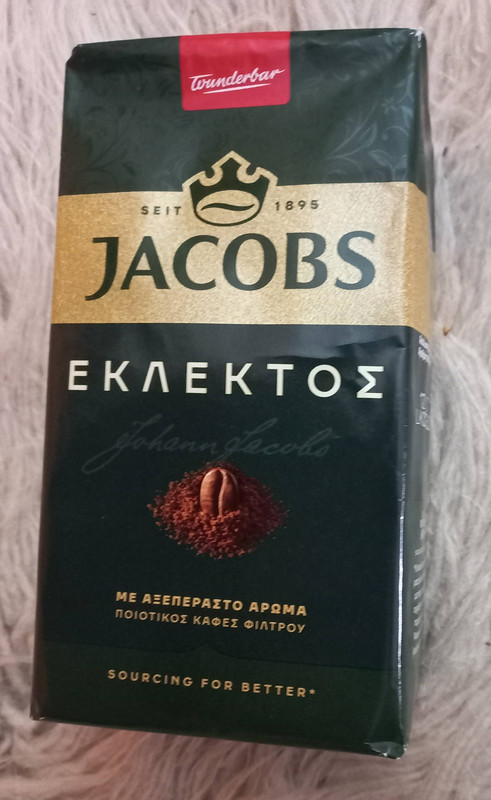 Wunderbar
SEIT 1895
JACOBS
ΕΚΛΕΚΤΟΣ
Johann Jacobs
ΜΕ ΑΞΕΠΕΡΑΣΤΟ ΑΡΩΜΑ
ΠΟΙΟΤΙΚΟΣ ΚΑΦΕΣ ΦΙΛΤΡΟΥ
SOURCING FOR BETTER*